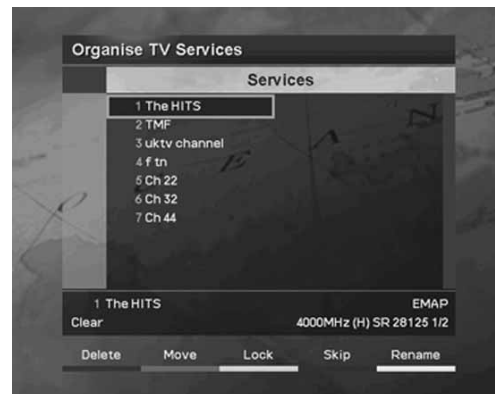 Organise TV Services
Services
1 The HITS
2 TMF
3 uktv channel
4 f tn
5 Ch 22
6 Ch 32
7 Ch 44
1 The HITS EMAP
Clear 4000MHz (H) SR 28125 1/2
Delete Move Lock Skip Rename